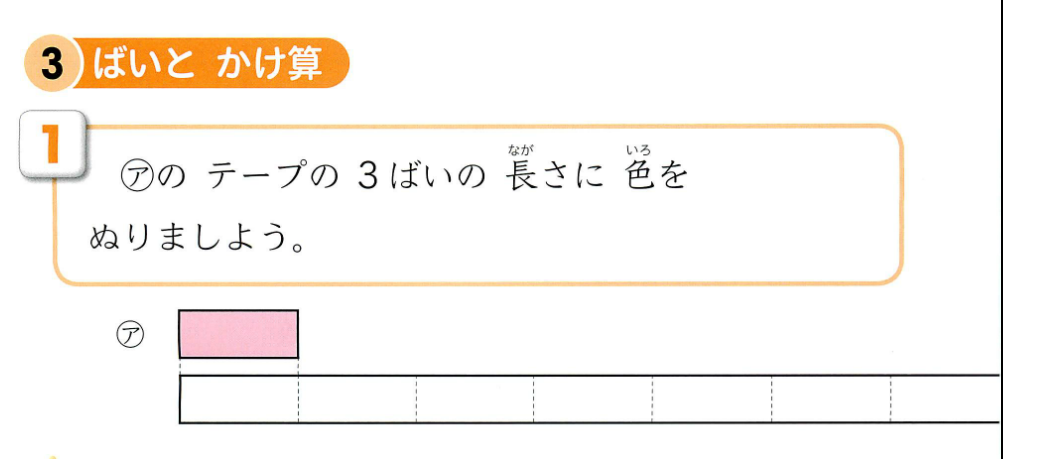 3 ばいと かけ算
1
㋐の テープの 3ばいの 長さに 色を
なが いろ
ぬりましょう。
㋐